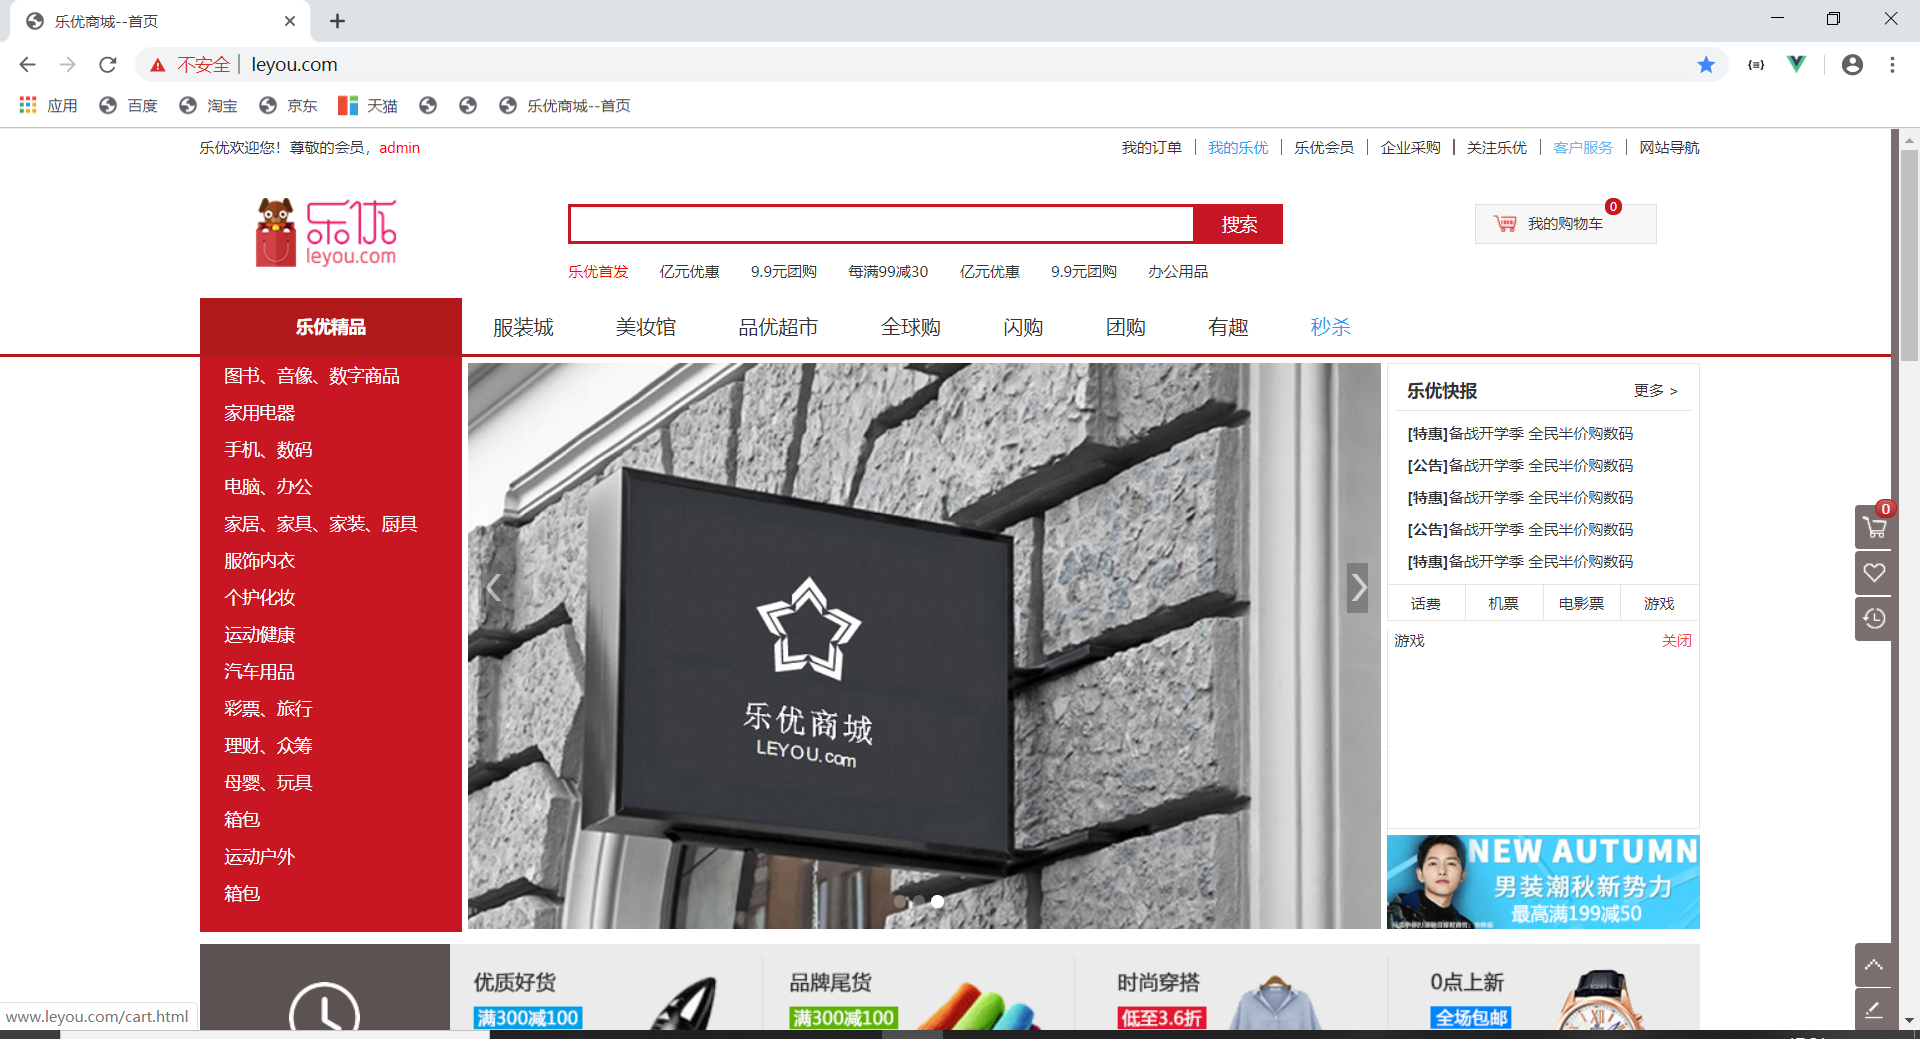 乐优商城--首页
不安全 | leyou.com
应用 百度 淘宝 京东 天猫 乐优商城--首页
乐优欢迎您！尊敬的会员，admin
我的订单 我的乐优 乐优会员 企业采购 关注乐优 客户服务 网站导航
乐优
leyou.com
搜索
我的购物车 0
乐优首发 亿元优惠 9.9元团购 每满99减30 亿元优惠 9.9元团购 办公用品
乐优精品 服装城 美妆馆 品优超市 全球购 闪购 团购 有趣 秒杀
图书、音像、数字商品
家用电器
手机、数码
电脑、办公
家居、家具、家装、厨具
服饰内衣
个护化妆
运动健康
汽车用品
彩票、旅行
理财、众筹
母婴、玩具
箱包
运动户外
箱包
乐优商城
LEYOU.com
乐优快报 更多 >
[特惠]备战开学季 全民半价购数码
[公告]备战开学季 全民半价购数码
[特惠]备战开学季 全民半价购数码
[公告]备战开学季 全民半价购数码
[特惠]备战开学季 全民半价购数码
话费 机票 电影票 游戏
游戏 关闭
0
NEW AUTUMN
男装潮秋新势力
最高满199减50
优质好货
满300减100
品牌尾货
满300减100
时尚穿搭
低至3.6折
0点上新
全场包邮
www.leyou.com/cart.html